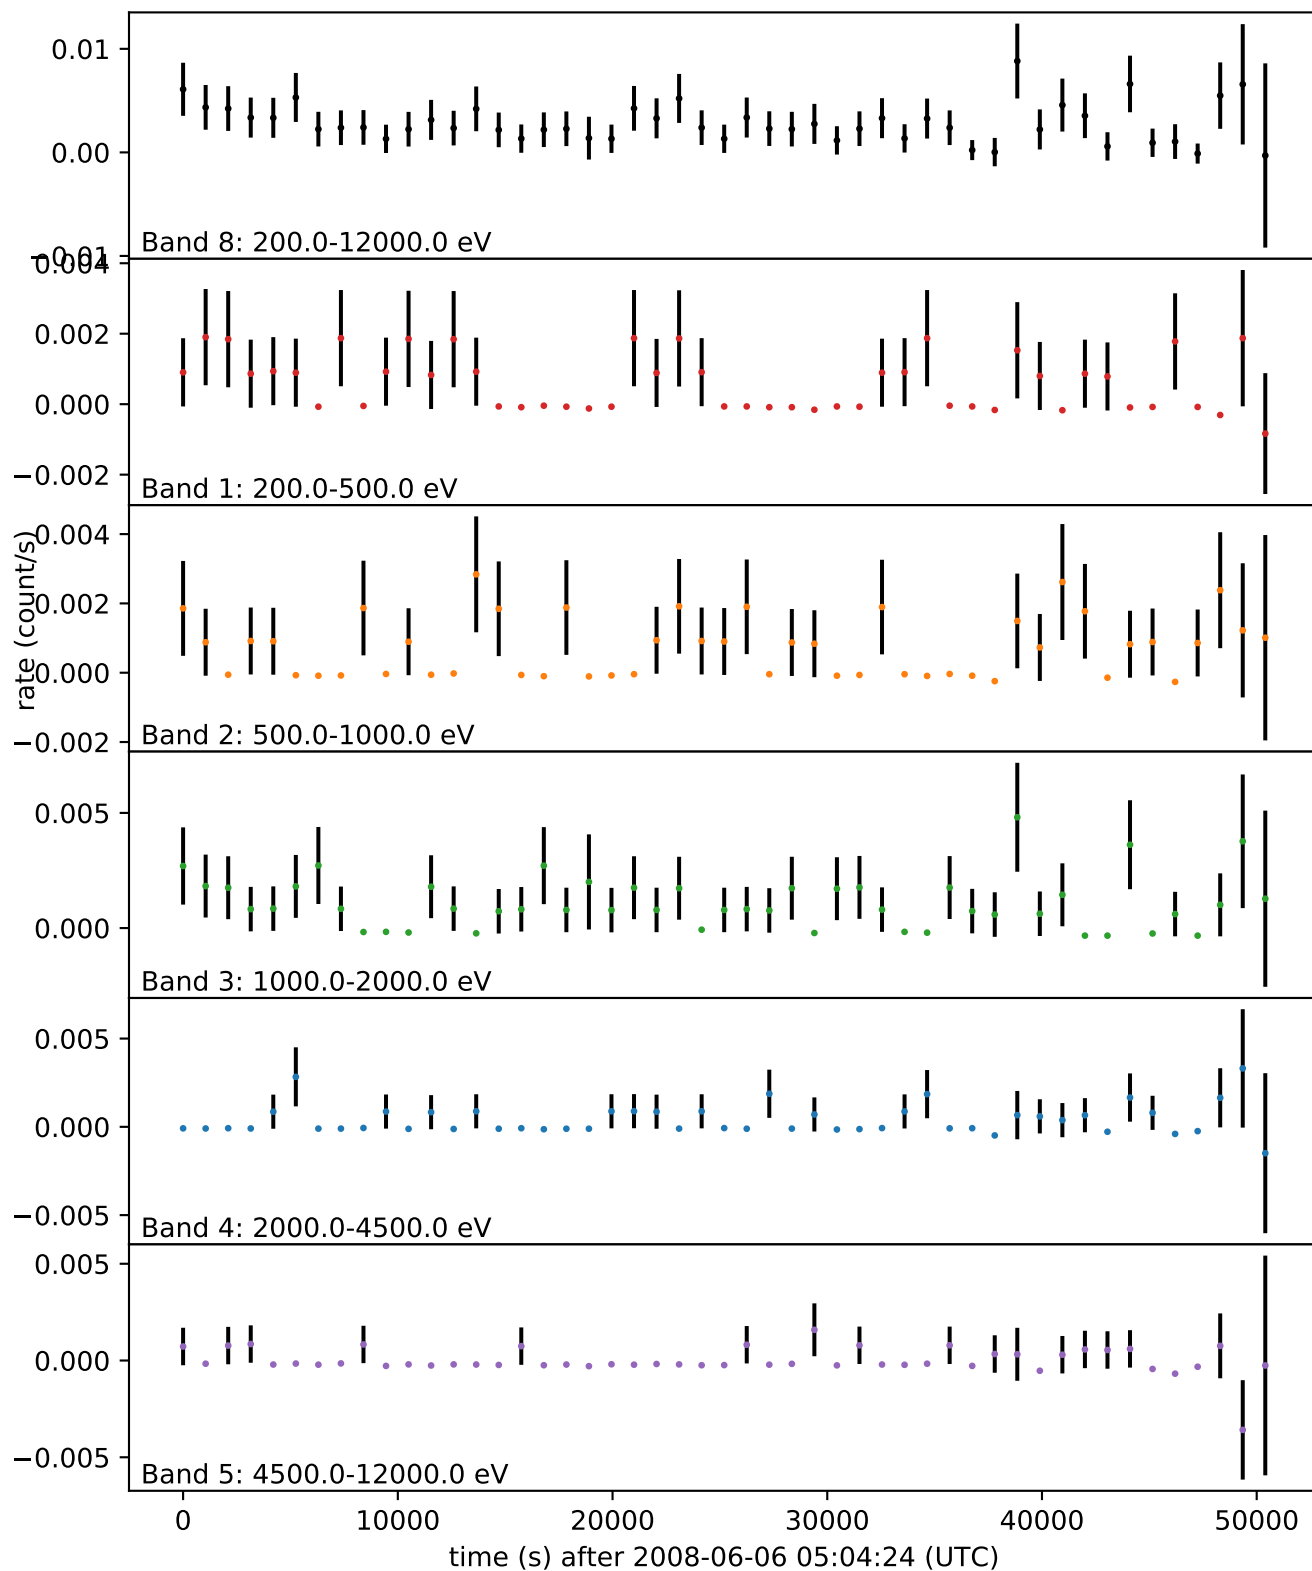 0.01
0.00
−0.01
Band 8: 200.0-12000.0 eV
0.004
0.002
0.000
−0.002
Band 1: 200.0-500.0 eV
rate (count/s)
0.004
0.002
0.000
−0.002
Band 2: 500.0-1000.0 eV
0.005
0.000
Band 3: 1000.0-2000.0 eV
0.005
0.000
−0.005
Band 4: 2000.0-4500.0 eV
0.005
0.000
−0.005
Band 5: 4500.0-12000.0 eV
0 10000 20000 30000 40000 50000
time (s) after 2008-06-06 05:04:24 (UTC)